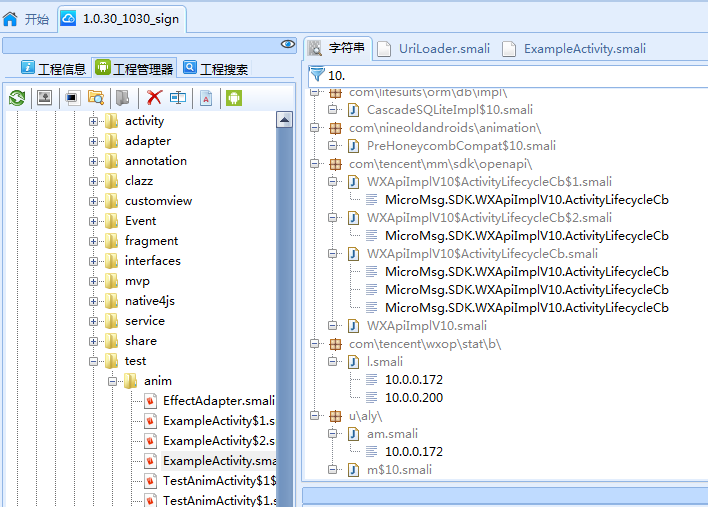 开始
1.0.30_1030_sign
工程信息
工程管理器
工程搜索
activity
adapter
annotation
clazz
customview
Event
fragment
interfaces
mvp
native4js
service
share
test
anim
EffectAdapter.smali
ExampleActivity$1.s
ExampleActivity$2.s
ExampleActivity.sma
TestAnimActivity$1$
TestAnimActivity$1.s
字符串
UriLoader.smali
ExampleActivity.smali
10.
com\litesuits\orm\db\impl\
CascadeSQLiteImpl$10.smali
com\nineoldandroids\animation\
PreHoneycombCompat$10.smali
com\tencent\mm\sdk\openapi\
WXApiImplV10$ActivityLifecycleCb$1.smali
MicroMsg.SDK.WXApiImplV10.ActivityLifecycleCb
WXApiImplV10$ActivityLifecycleCb$2.smali
MicroMsg.SDK.WXApiImplV10.ActivityLifecycleCb
WXApiImplV10$ActivityLifecycleCb.smali
MicroMsg.SDK.WXApiImplV10.ActivityLifecycleCb
MicroMsg.SDK.WXApiImplV10.ActivityLifecycleCb
MicroMsg.SDK.WXApiImplV10.ActivityLifecycleCb
WXApiImplV10.smali
com\tencent\wxop\stat\b\
l.smali
10.0.0.172
10.0.0.200
u\aly\
am.smali
10.0.0.172
m$10.smali